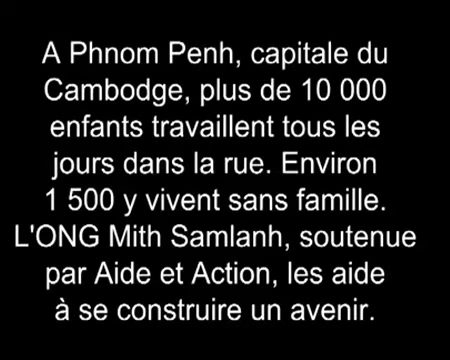 A Phnom Penh, capitale du
Cambodge, plus de 10 000
enfants travaillent tous les
jours dans la rue. Environ
1 500 y vivent sans famille.
L'ONG Mith Samlanh, soutenue
par Aide et Action, les aide
à se construire un avenir.